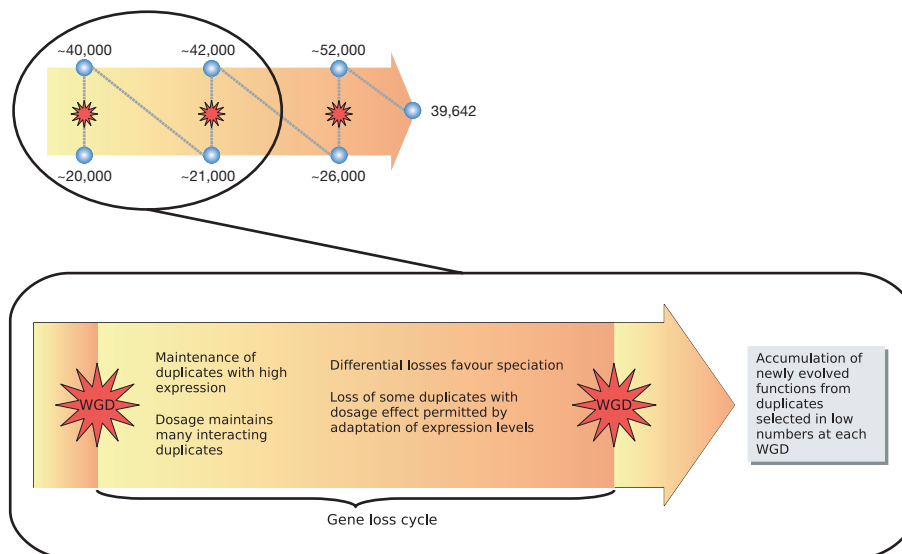 ~40,000
~42,000
~52,000
39,642
~20,000
~21,000
~26,000
WGD
Maintenance of
duplicates with high
expression
Dosage maintains
many interacting
duplicates
Differential losses favour speciation
Loss of some duplicates with
dosage effect permitted by
adaptation of expression levels
WGD
Accumulation of
newly evolved
functions from
duplicates
selected in low
numbers at each
WGD
Gene loss cycle